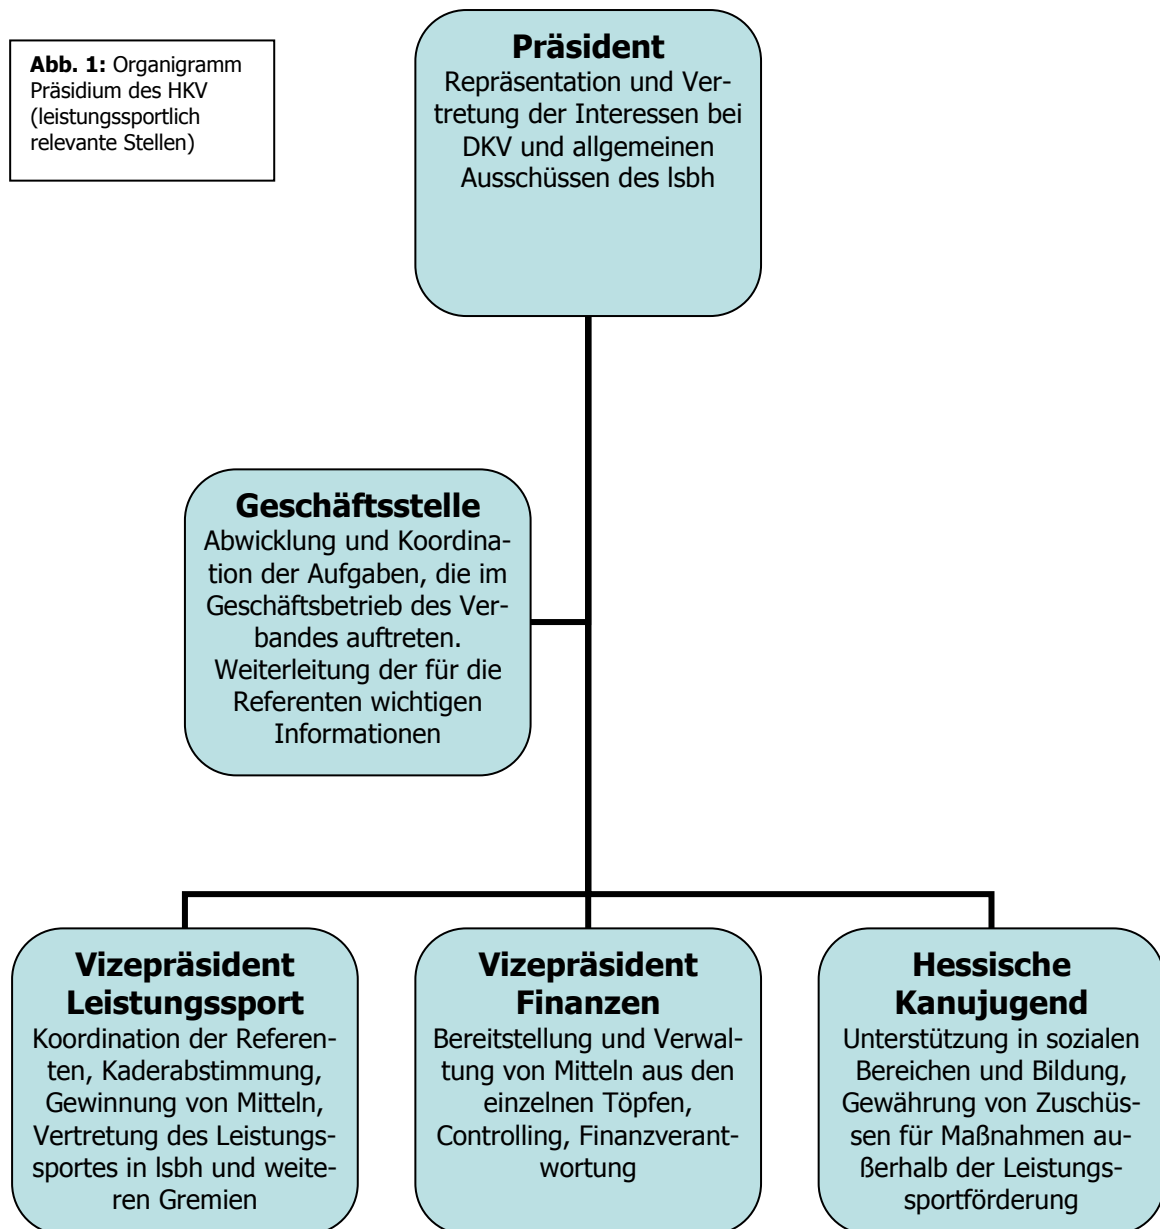 Abb. 1: Organigramm
Präsidium des HKV
(leistungssportlich
relevante Stellen)
Präsident
Repräsentation und Ver-
tretung der Interessen bei
DKV und allgemeinen
Ausschüssen des lsbh
Geschäftsstelle
Abwicklung und Koordina-
tion der Aufgaben, die im
Geschäftsbetrieb des Ver-
bandes auftreten.
Weiterleitung der für die
Referenten wichtigen
Informationen
Vizepräsident
Leistungssport
Koordination der Referen-
ten, Kaderabstimmung,
Gewinnung von Mitteln,
Vertretung des Leistungs-
sportes in lsbh und weite-
ren Gremien
Vizepräsident
Finanzen
Bereitstellung und Verwal-
tung von Mitteln aus den
einzelnen Töpfen,
Controlling, Finanzverant-
wortung
Hessische
Kanujugend
Unterstützung in sozialen
Bereichen und Bildung,
Gewährung von Zuschüs-
sen für Maßnahmen au-
ßerhalb der Leistungs-
sportförderung